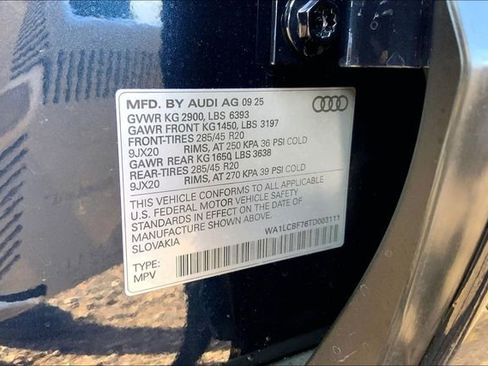 MFD. BY AUDI AG 09.25
GVWR KG 2900, LBS 6393
GAWR FRONT KG1450, LBS 3197
FRONT-TIRES 285/45 R20
9JX20 RIMS, AT 250 KPA 36 PSI COLD
GAWR REAR KG1650, LBS 3638
REAR-TIRES 285/45 R20
9JX20 RIMS, AT 270 KPA 39 PSI COLD
THIS VEHICLE CONFORMS TO ALL APPLICABLE
U.S. FEDERAL MOTOR VEHICLE SAFETY
STANDARDS IN EFFECT ON THE DATE OF
MANUFACTURE SHOWN ABOVE.
SLOVAKIA
WA1LCBF76TD003111
TYPE:
MPV